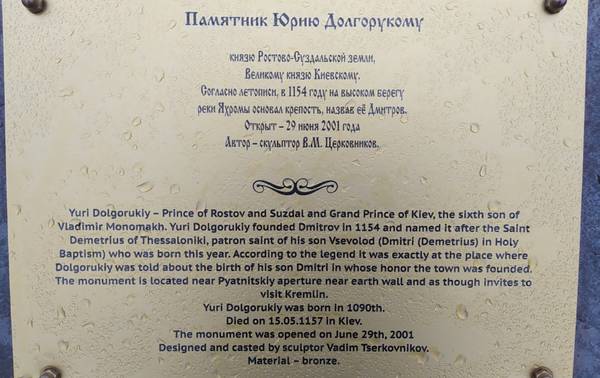 Памятник Юрию Долгорукому
князю Ростово-Суздальской земли,
Великому князю Киевскому.
Согласно летописи, в 1154 году на высоком берегу
реки Яхромы основал крепость, назвав её Дмитров.
Открыт – 29 июня 2001 года
Автор – скульптор В.М. Церковников.
Yuri Dolgorukiy – Prince of Rostov and Suzdal and Grand Prince of Kiev, the sixth son of
Vladimir Monomakh. Yuri Dolgorukiy founded Dmitrov in 1154 and named it after the Saint
Demetrius of Thessaloniki, patron saint of his son Vsevolod (Dmitri (Demetrius) in Holy
Baptism) who was born this year. According to the legend it was exactly at the place where
Dolgorukiy was told about the birth of his son Dmitri in whose honor the town was founded.
The monument is located near Pyatnitskiy aperture near earth wall and as though invites to
visit Kremlin.
Yuri Dolgorukiy was born in 1090th.
Died on 15.05.1157 in Kiev.
The monument was opened on June 29th, 2001
Designed and casted by sculptor Vadim Tserkovnikov.
Material – bronze.